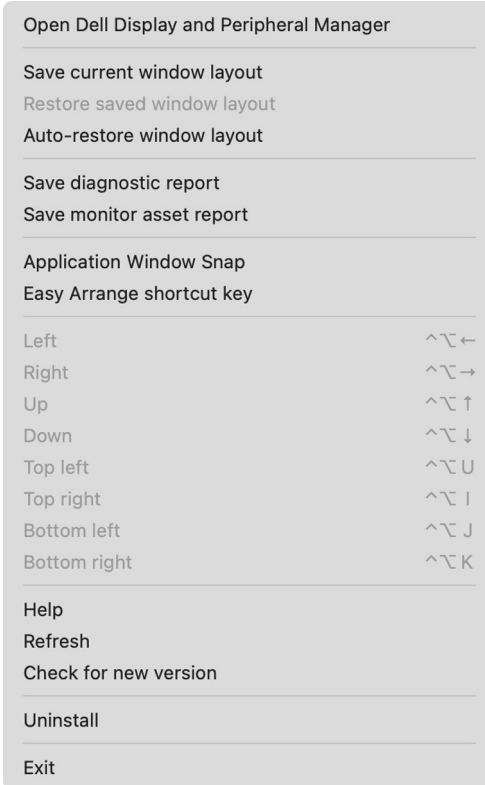 Open Dell Display and Peripheral Manager
Save current window layout
Restore saved window layout
Auto-restore window layout
Save diagnostic report
Save monitor asset report
Application Window Snap
Easy Arrange shortcut key
Left ⌃⌥←
Right ⌃⌥→
Up ⌃⌥↑
Down ⌃⌥↓
Top left ⌃⌥U
Top right ⌃⌥I
Bottom left ⌃⌥J
Bottom right ⌃⌥K
Help
Refresh
Check for new version
Uninstall
Exit